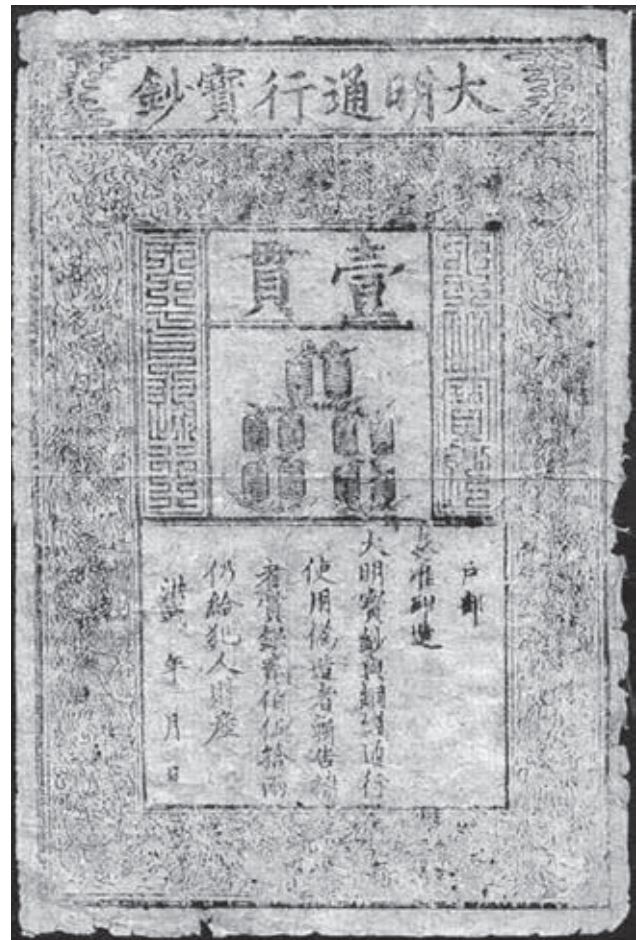 大明通行寶鈔
壹貫
户部
奏准印造
大明寶鈔與銅錢通行
使用偽造者斬告捕
者賞銀貳伯伍拾兩
仍給犯人財產
洪武 年 月 日